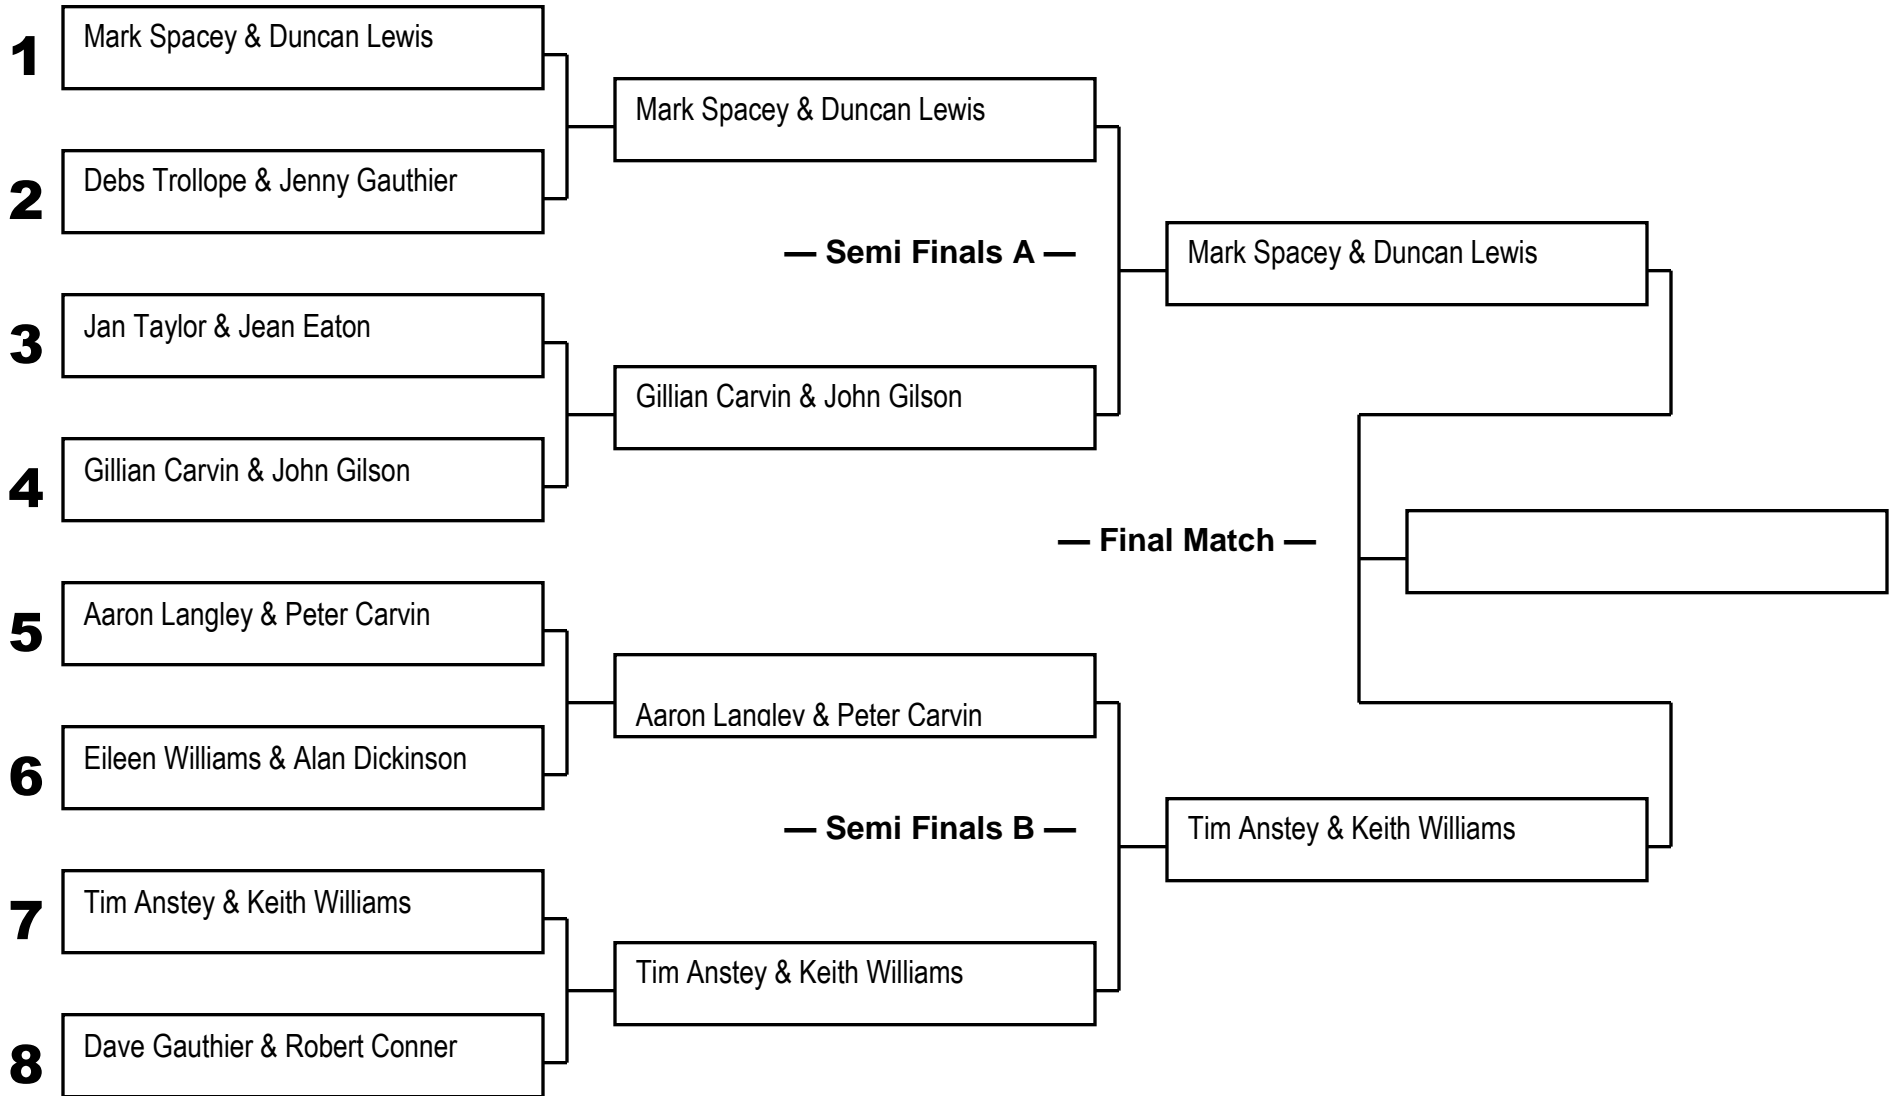 1
Mark Spacey & Duncan Lewis
2
Debs Trollope & Jenny Gauthier
3
Jan Taylor & Jean Eaton
4
Gillian Carvin & John Gilson
5
Aaron Langley & Peter Carvin
6
Eileen Williams & Alan Dickinson
7
Tim Anstey & Keith Williams
8
Dave Gauthier & Robert Conner
Mark Spacey & Duncan Lewis
— Semi Finals A —
Gillian Carvin & John Gilson
Aaron Langley & Peter Carvin
— Semi Finals B —
Tim Anstey & Keith Williams
Mark Spacey & Duncan Lewis
— Final Match —
Tim Anstey & Keith Williams